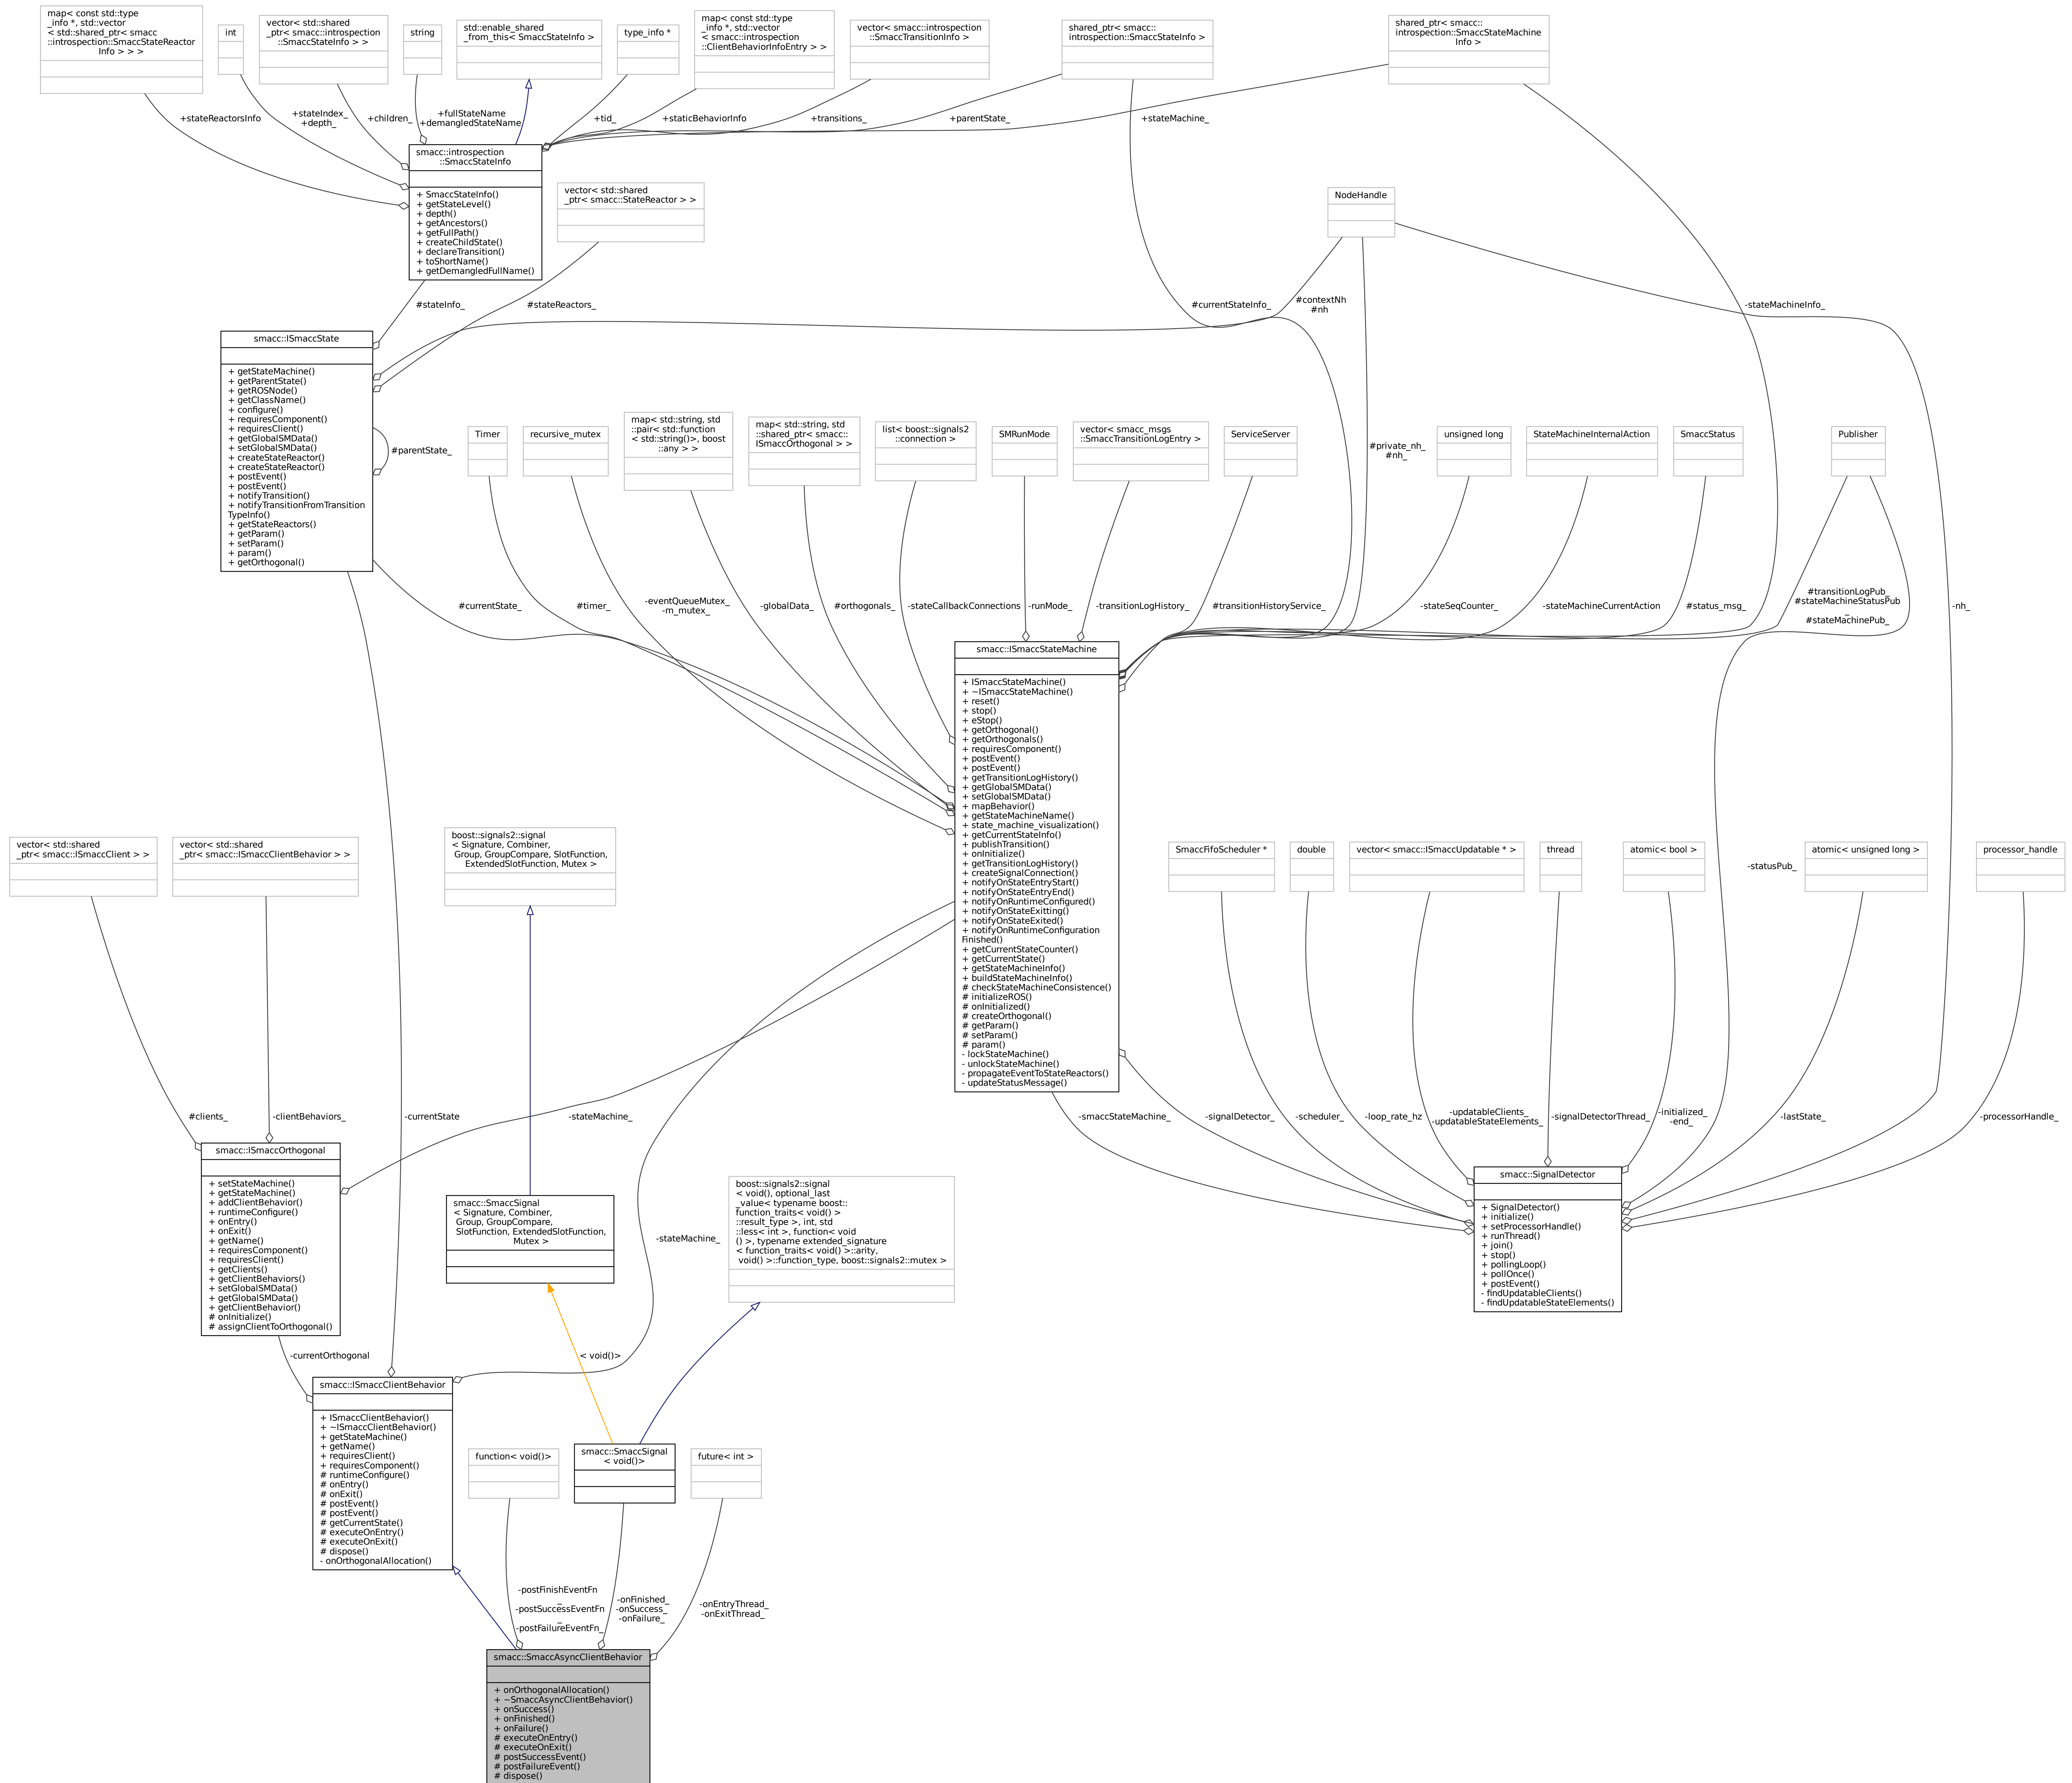 map< const std::type
_info *, std::vector
< std::shared_ptr< smacc
::introspection::SmaccStateReactor
Info > > >
int
vector< std::shared
_ptr< smacc::introspection
::SmaccStateInfo > >
string
std::enable_shared
_from_this< SmaccStateInfo >
type_info *
map< const std::type
_info *, std::vector
< smacc::introspection
::ClientBehaviorInfoEntry > >
vector< smacc::introspection
::SmaccTransitionInfo >
shared_ptr< smacc::
introspection::SmaccStateInfo >
shared_ptr< smacc::
introspection::SmaccStateMachine
Info >
+stateReactorsInfo
+stateIndex_
+depth_
+children_
+fullStateName
+demangledStateName
+tid_
+staticBehaviorInfo
+transitions_
+parentState_
+stateMachine_
smacc::introspection
::SmaccStateInfo
+ SmaccStateInfo()
+ getStateLevel()
+ depth()
+ getAncestors()
+ getFullPath()
+ createChildState()
+ declareTransition()
+ toShortName()
+ getDemangledFullName()
vector< std::shared
_ptr< smacc::StateReactor > >
NodeHandle
#stateInfo_
#stateReactors_
#currentStateInfo_
#contextNh
#nh
-stateMachineInfo_
smacc::ISmaccState
+ getStateMachine()
+ getParentState()
+ getROSNode()
+ getClassName()
+ configure()
+ requiresComponent()
+ requiresClient()
+ getGlobalSMData()
+ setGlobalSMData()
+ createStateReactor()
+ createStateReactor()
+ postEvent()
+ postEvent()
+ notifyTransition()
+ notifyTransitionFromTransition
TypeInfo()
+ getStateReactors()
+ getParam()
+ setParam()
+ param()
+ getOrthogonal()
#parentState_
Timer
recursive_mutex
map< std::string, std
::pair< std::function
< std::string()>, boost
::any > >
map< std::string, std
::shared_ptr< smacc::
ISmaccOrthogonal > >
list< boost::signals2
::connection >
SMRunMode
vector< smacc_msgs
::SmaccTransitionLogEntry >
ServiceServer
#private_nh_
#nh_
unsigned long
StateMachineInternalAction
SmaccStatus
Publisher
#currentState_
#timer_
-eventQueueMutex_
-m_mutex_
-globalData_
#orthogonals_
-stateCallbackConnections
-runMode_
-transitionLogHistory_
#transitionHistoryService_
-stateSeqCounter_
-stateMachineCurrentAction
#status_msg_
#transitionLogPub_
#stateMachineStatusPub
_
#stateMachinePub_
-nh_
smacc::ISmaccStateMachine
+ ISmaccStateMachine()
+ ~ISmaccStateMachine()
+ reset()
+ stop()
+ eStop()
+ getOrthogonal()
+ getOrthogonals()
+ requiresComponent()
+ postEvent()
+ postEvent()
+ getTransitionLogHistory()
+ getGlobalSMData()
+ setGlobalSMData()
+ mapBehavior()
+ getStateMachineName()
+ state_machine_visualization()
+ getCurrentStateInfo()
+ publishTransition()
+ onInitialize()
+ getTransitionLogHistory()
+ createSignalConnection()
+ notifyOnStateEntryStart()
+ notifyOnStateEntryEnd()
+ notifyOnRuntimeConfigured()
+ notifyOnStateExitting()
+ notifyOnStateExited()
+ notifyOnRuntimeConfiguration
Finished()
+ getCurrentStateCounter()
+ getCurrentState()
+ getStateMachineInfo()
+ buildStateMachineInfo()
# checkStateMachineConsistence()
# initializeROS()
# onInitialized()
# createOrthogonal()
# getParam()
# setParam()
# param()
- lockStateMachine()
- unlockStateMachine()
- propagateEventToStateReactors()
- updateStatusMessage()
vector< std::shared
_ptr< smacc::ISmaccClient > >
vector< std::shared
_ptr< smacc::ISmaccClientBehavior > >
boost::signals2::signal
< Signature, Combiner,
Group, GroupCompare, SlotFunction,
ExtendedSlotFunction, Mutex >
SmaccFifoScheduler *
double
vector< smacc::ISmaccUpdatable * >
thread
atomic< bool >
-statusPub_
atomic< unsigned long >
processor_handle
#clients_
-clientBehaviors_
-currentState
-stateMachine_
-smaccStateMachine_
-signalDetector_
-scheduler_
-loop_rate_hz
-updatableClients_
-updatableStateElements_
-signalDetectorThread_
-initialized_
-end_
-lastState_
-processorHandle_
smacc::ISmaccOrthogonal
+ setStateMachine()
+ getStateMachine()
+ addClientBehavior()
+ runtimeConfigure()
+ onEntry()
+ onExit()
+ getName()
+ requiresComponent()
+ requiresClient()
+ getClients()
+ getClientBehaviors()
+ setGlobalSMData()
+ getGlobalSMData()
+ getClientBehavior()
# onInitialize()
# assignClientToOrthogonal()
smacc::SmaccSignal
< Signature, Combiner,
Group, GroupCompare,
SlotFunction, ExtendedSlotFunction,
Mutex >
-stateMachine_
boost::signals2::signal
< void(), optional_last
_value< typename boost::
function_traits< void() >
::result_type >, int, std
::less< int >, function< void
() >, typename extended_signature
< function_traits< void() >::arity,
void() >::function_type, boost::signals2::mutex >
smacc::SignalDetector
+ SignalDetector()
+ initialize()
+ setProcessorHandle()
+ runThread()
+ join()
+ stop()
+ pollingLoop()
+ pollOnce()
+ postEvent()
- findUpdatableClients()
- findUpdatableStateElements()
-currentOrthogonal
< void()>
smacc::ISmaccClientBehavior
+ ISmaccClientBehavior()
+ ~ISmaccClientBehavior()
+ getStateMachine()
+ getName()
+ requiresClient()
+ requiresComponent()
# runtimeConfigure()
# onEntry()
# onExit()
# postEvent()
# postEvent()
# getCurrentState()
# executeOnEntry()
# executeOnExit()
# dispose()
- onOrthogonalAllocation()
function< void()>
smacc::SmaccSignal
< void()>
future< int >
-postFinishEventFn
_
-postSuccessEventFn
_
-postFailureEventFn_
-onFinished_
-onSuccess_
-onFailure_
-onEntryThread_
-onExitThread_
smacc::SmaccAsyncClientBehavior
+ onOrthogonalAllocation()
+ ~SmaccAsyncClientBehavior()
+ onSuccess()
+ onFinished()
+ onFailure()
# executeOnEntry()
# executeOnExit()
# postSuccessEvent()
# postFailureEvent()
# dispose()